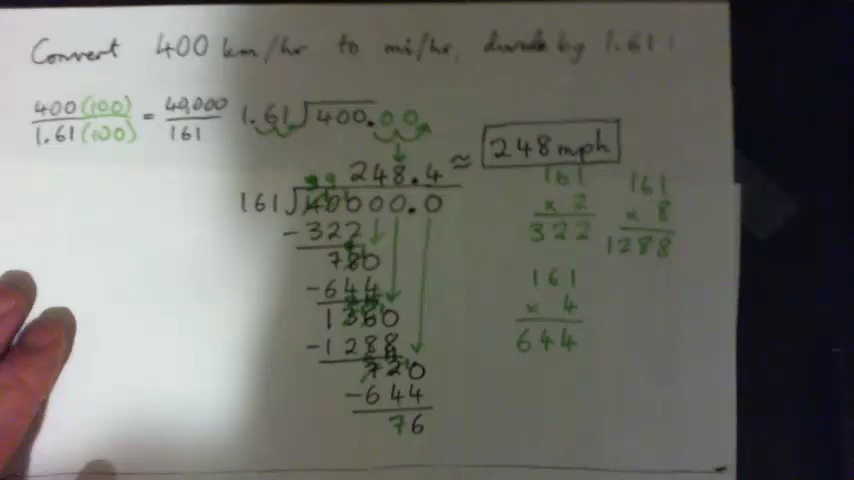 Convert 400 km/hr to mi/hr, divide by 1.61:
400(100) / 1.61(100) = 40,000 / 161
1.61 ⟌ 400.00
248.4 ≈ 248 mph
161 ⟌ 40000.0
-322
780
-644
1360
-1288
720
-644
76
161
x 2
322
161
x 8
1288
161
x 4
644